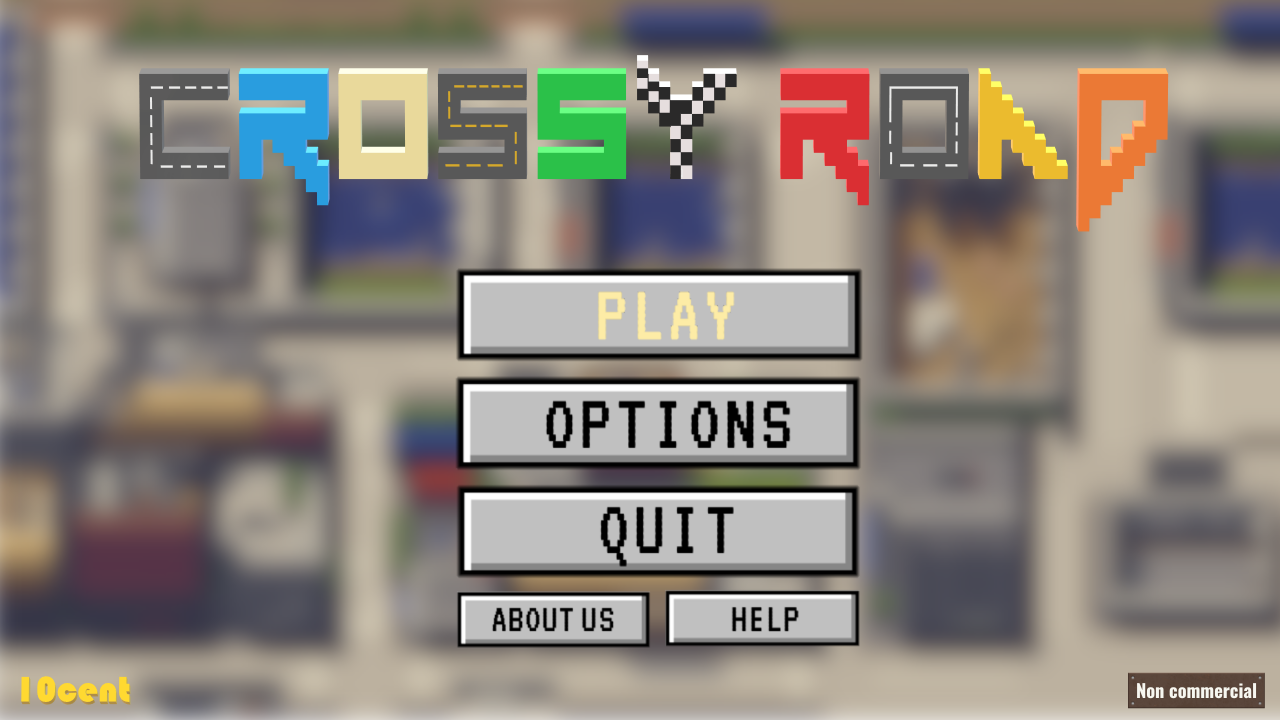 CROSSY ROAD
PLAY
OPTIONS
QUIT
ABOUT US
HELP
10cent
Non commercial